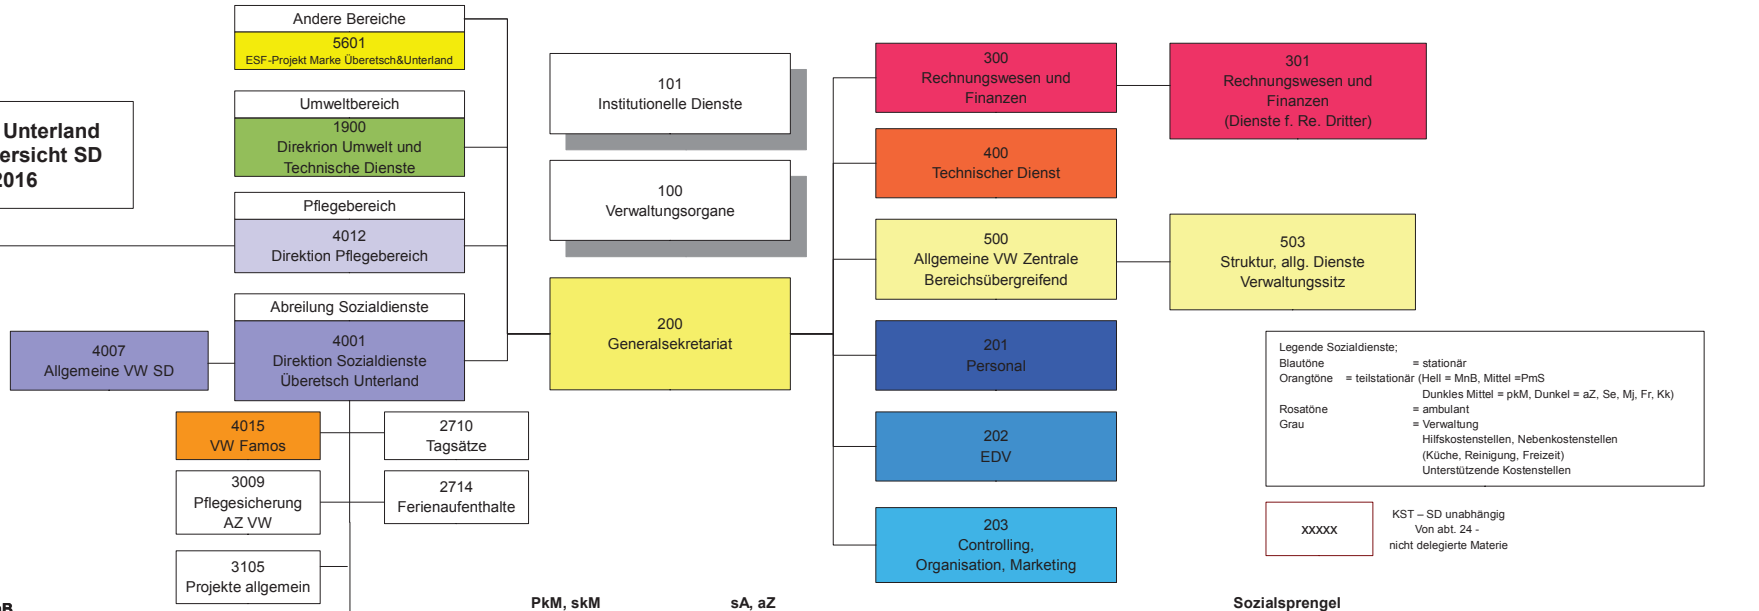 Andere Bereiche
5601
ESF-Projekt Marke Überetsch&Unterland
Umweltbereich
1900
Direkrion Umwelt und
Technische Dienste
Unterland
ersicht SD
2016
Pflegebereich
4012
Direktion Pflegebereich
Abreilung Sozialdienste
4001
Direktion Sozialdienste
Überetsch Unterland
4007
Allgemeine VW SD
4015
VW Famos
2710
Tagsätze
3009
Pflegesicherung
AZ VW
2714
Ferienaufenthalte
3105
Projekte allgemein
101
Institutionelle Dienste
100
Verwaltungsorgane
200
Generalsekretariat
300
Rechnungswesen und
Finanzen
301
Rechnungswesen und
Finanzen
(Dienste f. Re. Dritter)
400
Technischer Dienst
500
Allgemeine VW Zentrale
Bereichsübergreifend
503
Struktur, allg. Dienste
Verwaltungssitz
201
Personal
202
EDV
203
Controlling,
Organisation, Marketing
Legende Sozialdienste;
Blautöne = stationär
Orangtöne = teilstationär (Hell = MnB, Mittel =PmS
Dunkles Mittel = pkM, Dunkel = aZ, Se, Mj, Fr, Kk)
Rosatöne = ambulant
Grau = Verwaltung
Hilfskostenstellen, Nebenkostenstellen
(Küche, Reinigung, Freizeit)
Unterstützende Kostenstellen
XXXXX
KST – SD unabhängig
Von abt. 24 -
nicht delegierte Materie
PkM, skM
sA, aZ
Sozialsprengel